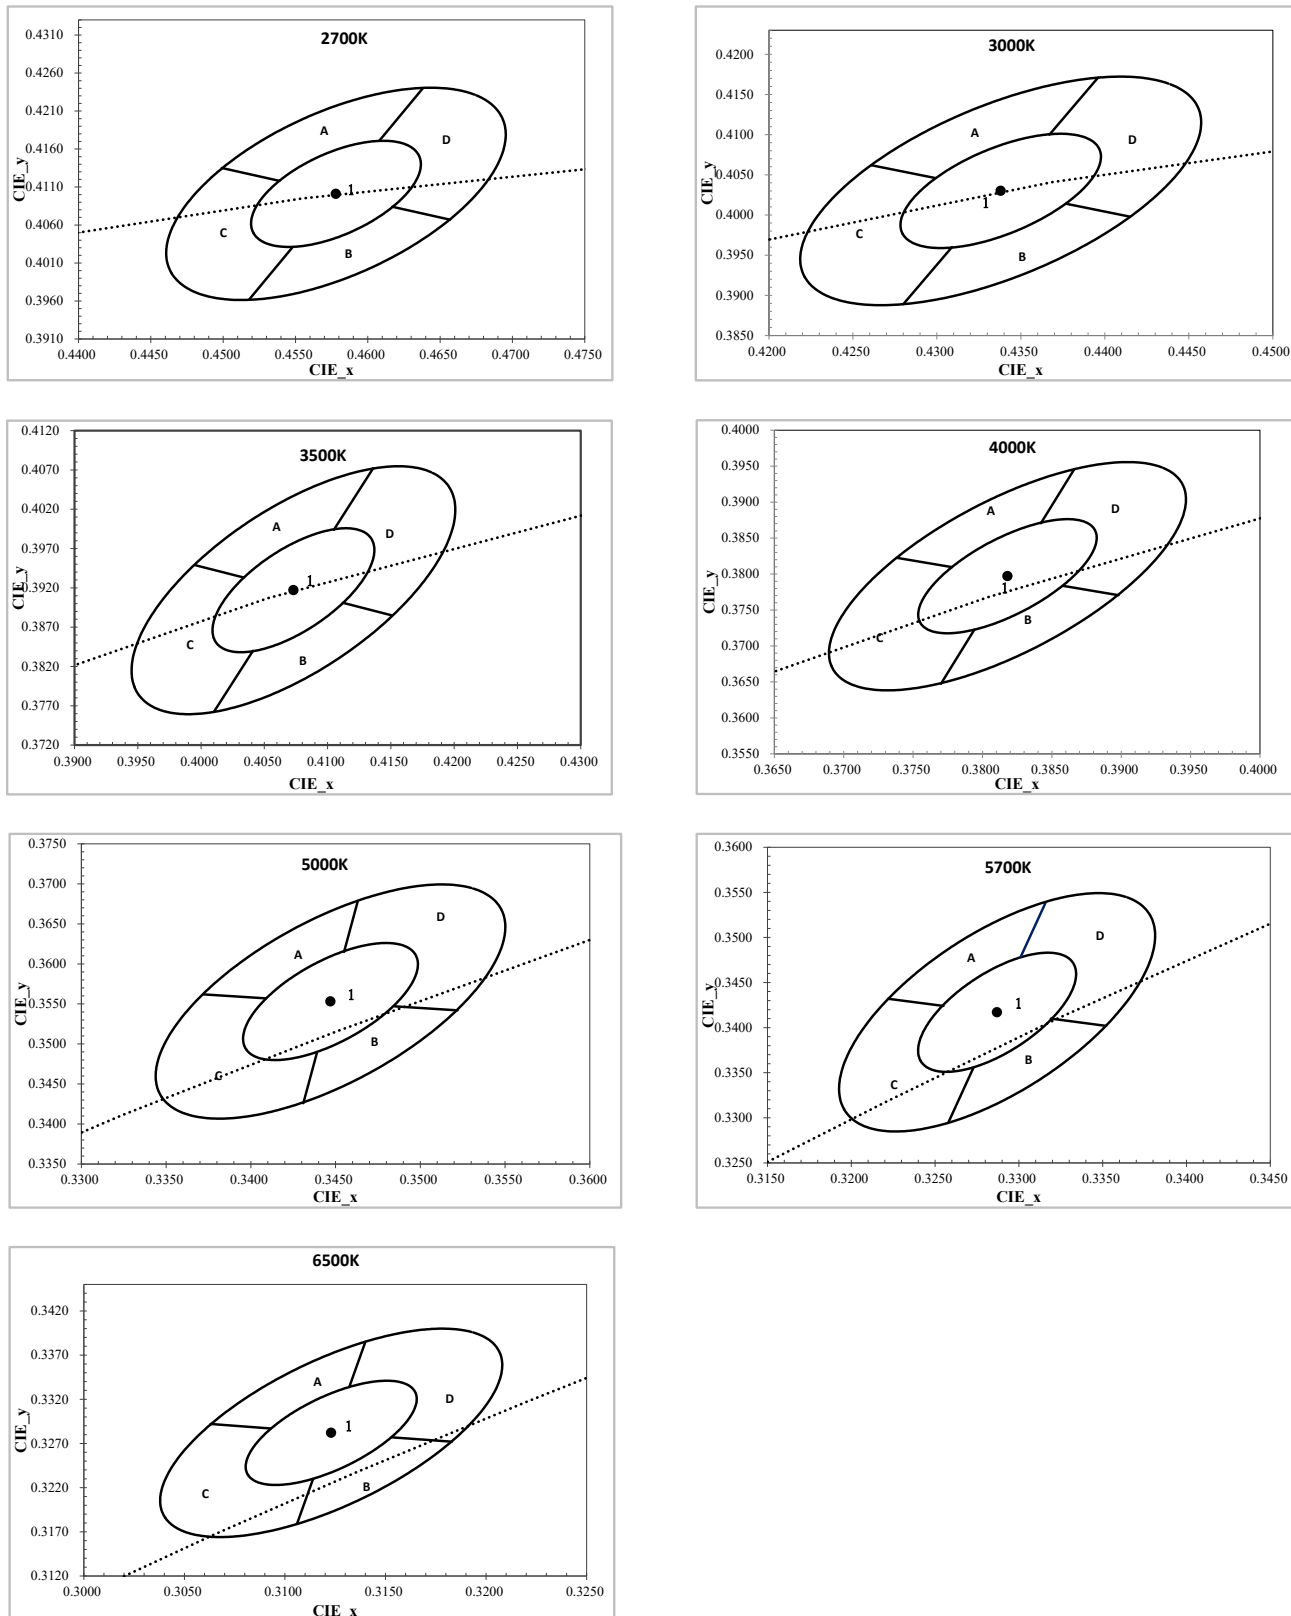 2700K
0.4310
0.4260
0.4210
0.4160
0.4110
0.4060
0.4010
0.3960
0.3910
CIE_y
A
D
1
C
B
0.4400 0.4450 0.4500 0.4550 0.4600 0.4650 0.4700 0.4750
CIE_x
3000K
0.4200
0.4150
0.4100
0.4050
0.4000
0.3950
0.3900
0.3850
CIE_y
A
D
1
C
B
0.4200 0.4250 0.4300 0.4350 0.4400 0.4450 0.4500
CIE_x
3500K
0.4120
0.4070
0.4020
0.3970
0.3920
0.3870
0.3820
0.3770
0.3720
CIE_y
A
D
1
C
B
0.3900 0.3950 0.4000 0.4050 0.4100 0.4150 0.4200 0.4250 0.4300
CIE_x
4000K
0.4000
0.3950
0.3900
0.3850
0.3800
0.3750
0.3700
0.3650
0.3600
0.3550
CIE_y
A
D
1
B
C
0.3650 0.3700 0.3750 0.3800 0.3850 0.3900 0.3950 0.4000
CIE_x
5000K
0.3750
0.3700
0.3650
0.3600
0.3550
0.3500
0.3450
0.3400
0.3350
CIE_y
D
A
1
B
C
0.3300 0.3350 0.3400 0.3450 0.3500 0.3550 0.3600
CIE_x
5700K
0.3600
0.3550
0.3500
0.3450
0.3400
0.3350
0.3300
0.3250
CIE_y
D
A
1
B
C
0.3150 0.3200 0.3250 0.3300 0.3350 0.3400 0.3450
CIE_x
6500K
0.3420
0.3370
0.3320
0.3270
0.3220
0.3170
0.3120
CIE_y
A
D
1
B
C
0.3000 0.3050 0.3100 0.3150 0.3200 0.3250
CIE_x